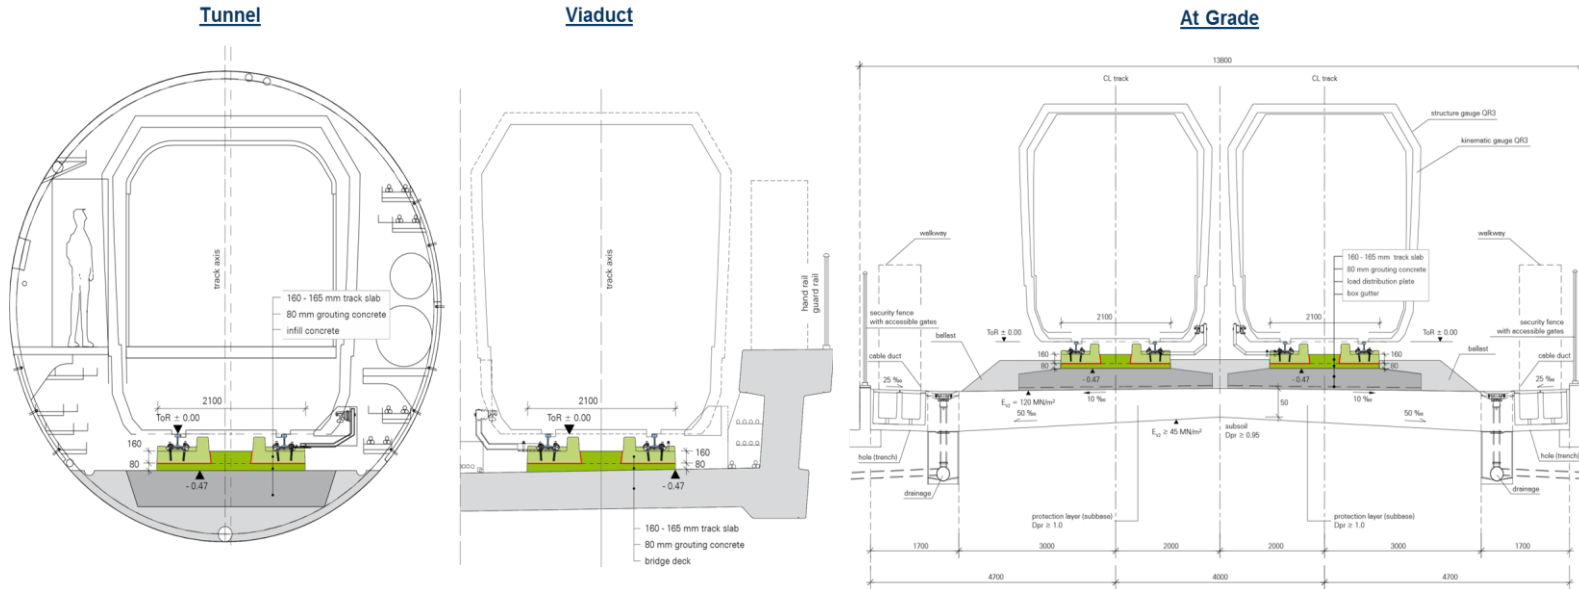 Tunnel
track axis
160 - 165 mm track slab
80 mm grouting concrete
infill concrete
2100
ToR ± 0.00
160
80
- 0.47
Viaduct
track axis
hand rail
guard rail
2100
ToR ± 0.00
160
80
- 0.47
160 - 165 mm track slab
80 mm grouting concrete
bridge deck
At Grade
13800
CL track
CL track
structure gauge QR3
kinematic gauge QR3
walkway
walkway
160 - 165 mm track slab
80 mm grouting concrete
load distribution plate
box gutter
security fence
with accessible gates
security fence
with accessible gates
2100
2100
ToR ± 0.00
ToR ± 0.00
ballast
ballast
cable duct
cable duct
160
80
160
80
- 0.47
- 0.47
25 ‰
25 ‰
10 ‰
10 ‰
Ev2 = 120 MN/m²
50
50 ‰
50 ‰
Ev2 ≥ 45 MN/m²
subsoil
Dpr ≥ 0.95
hole (trench)
hole (trench)
drainage
drainage
protection layer (subbase)
Dpr ≥ 1.0
protection layer (subbase)
Dpr ≥ 1.0
1700
3000
2000
2000
3000
1700
4700
4000
4700